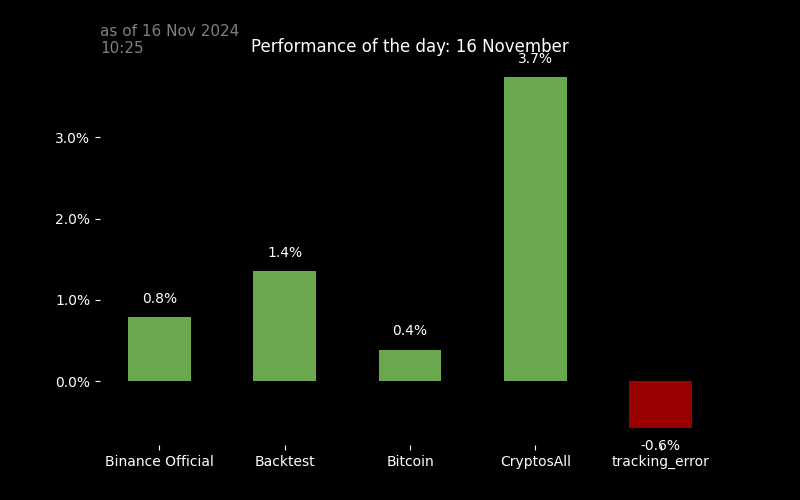 as of 16 Nov 2024
10:25
Performance of the day: 16 November
3.7%
3.0%
2.0%
1.4%
1.0%
0.8%
0.4%
0.0%
-0.6%
Binance Official
Backtest
Bitcoin
CryptosAll
tracking_error